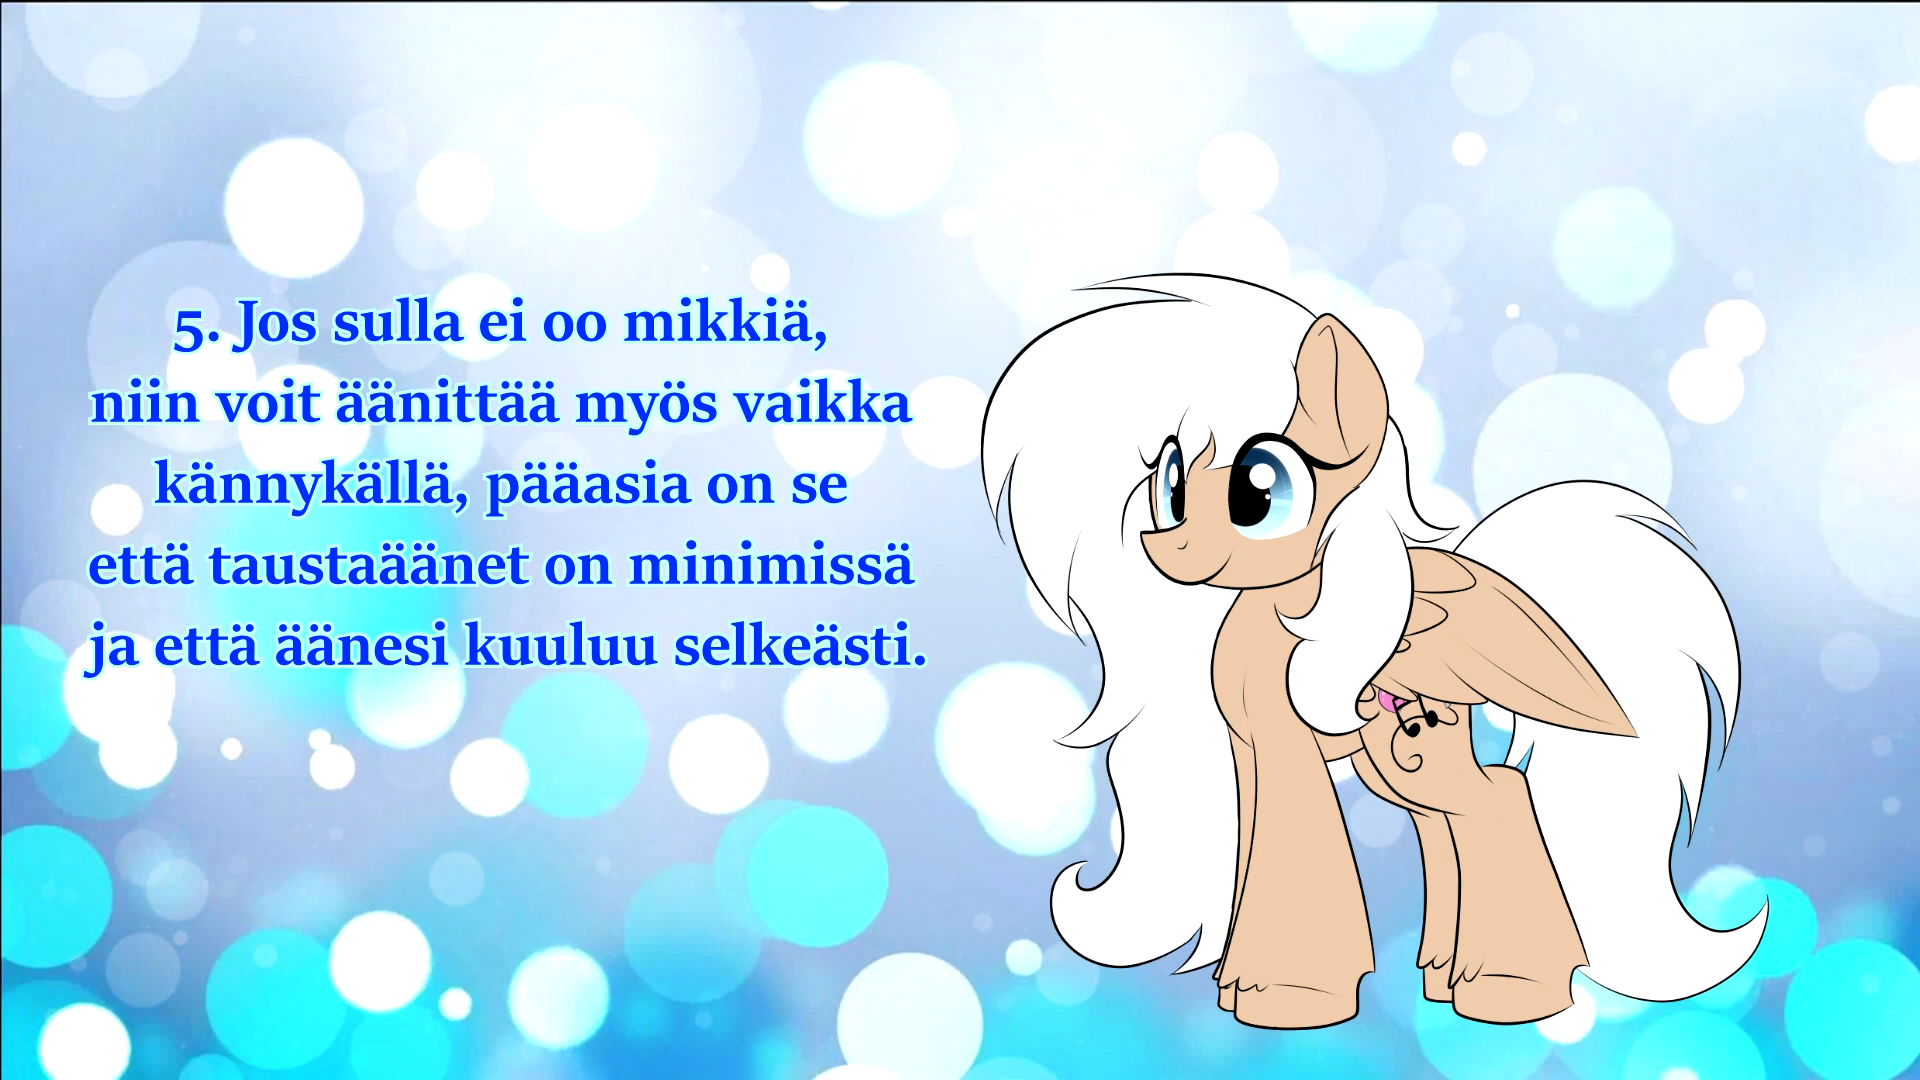 5. Jos sulla ei oo mikkiä,
niin voit äänittää myös vaikka
kännykällä, pääasia on se
että taustaäänet on minimissä
ja että äänesi kuuluu selkeästi.